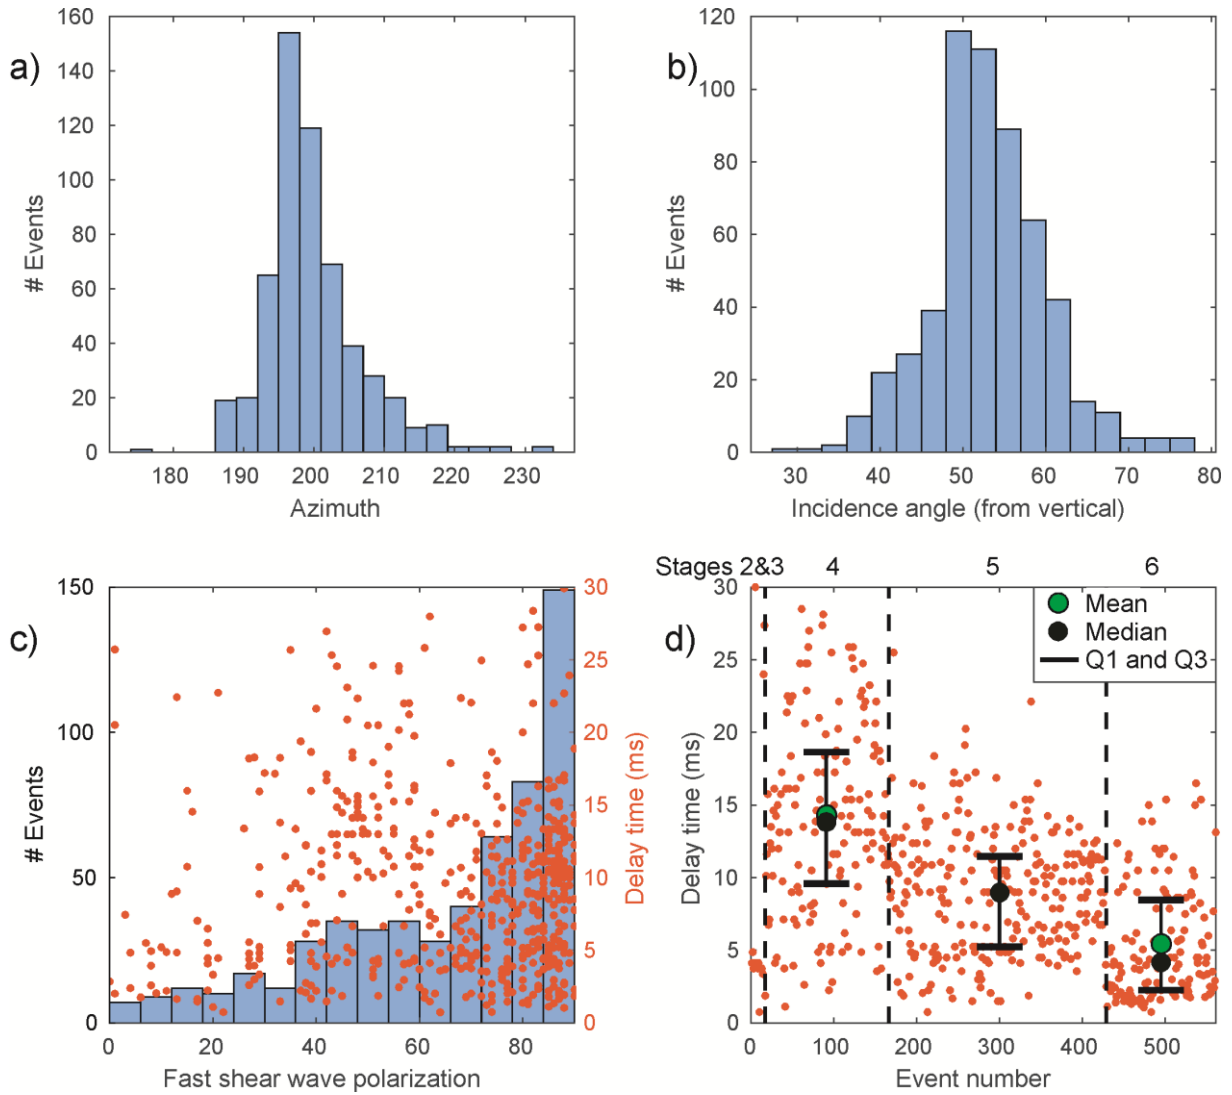 a)
160
140
120
100
80
60
40
20
0
# Events
180 190 200 210 220 230
Azimuth
b)
120
100
80
60
40
20
0
# Events
30 40 50 60 70 80
Incidence angle (from vertical)
c)
150
100
50
0
# Events
30
25
20
15
10
5
0
Delay time (ms)
0 20 40 60 80
Fast shear wave polarization
Stages 2&3 4 5 6
d)
30
25
20
15
10
5
0
Delay time (ms)
Mean
Median
Q1 and Q3
0 100 200 300 400 500
Event number